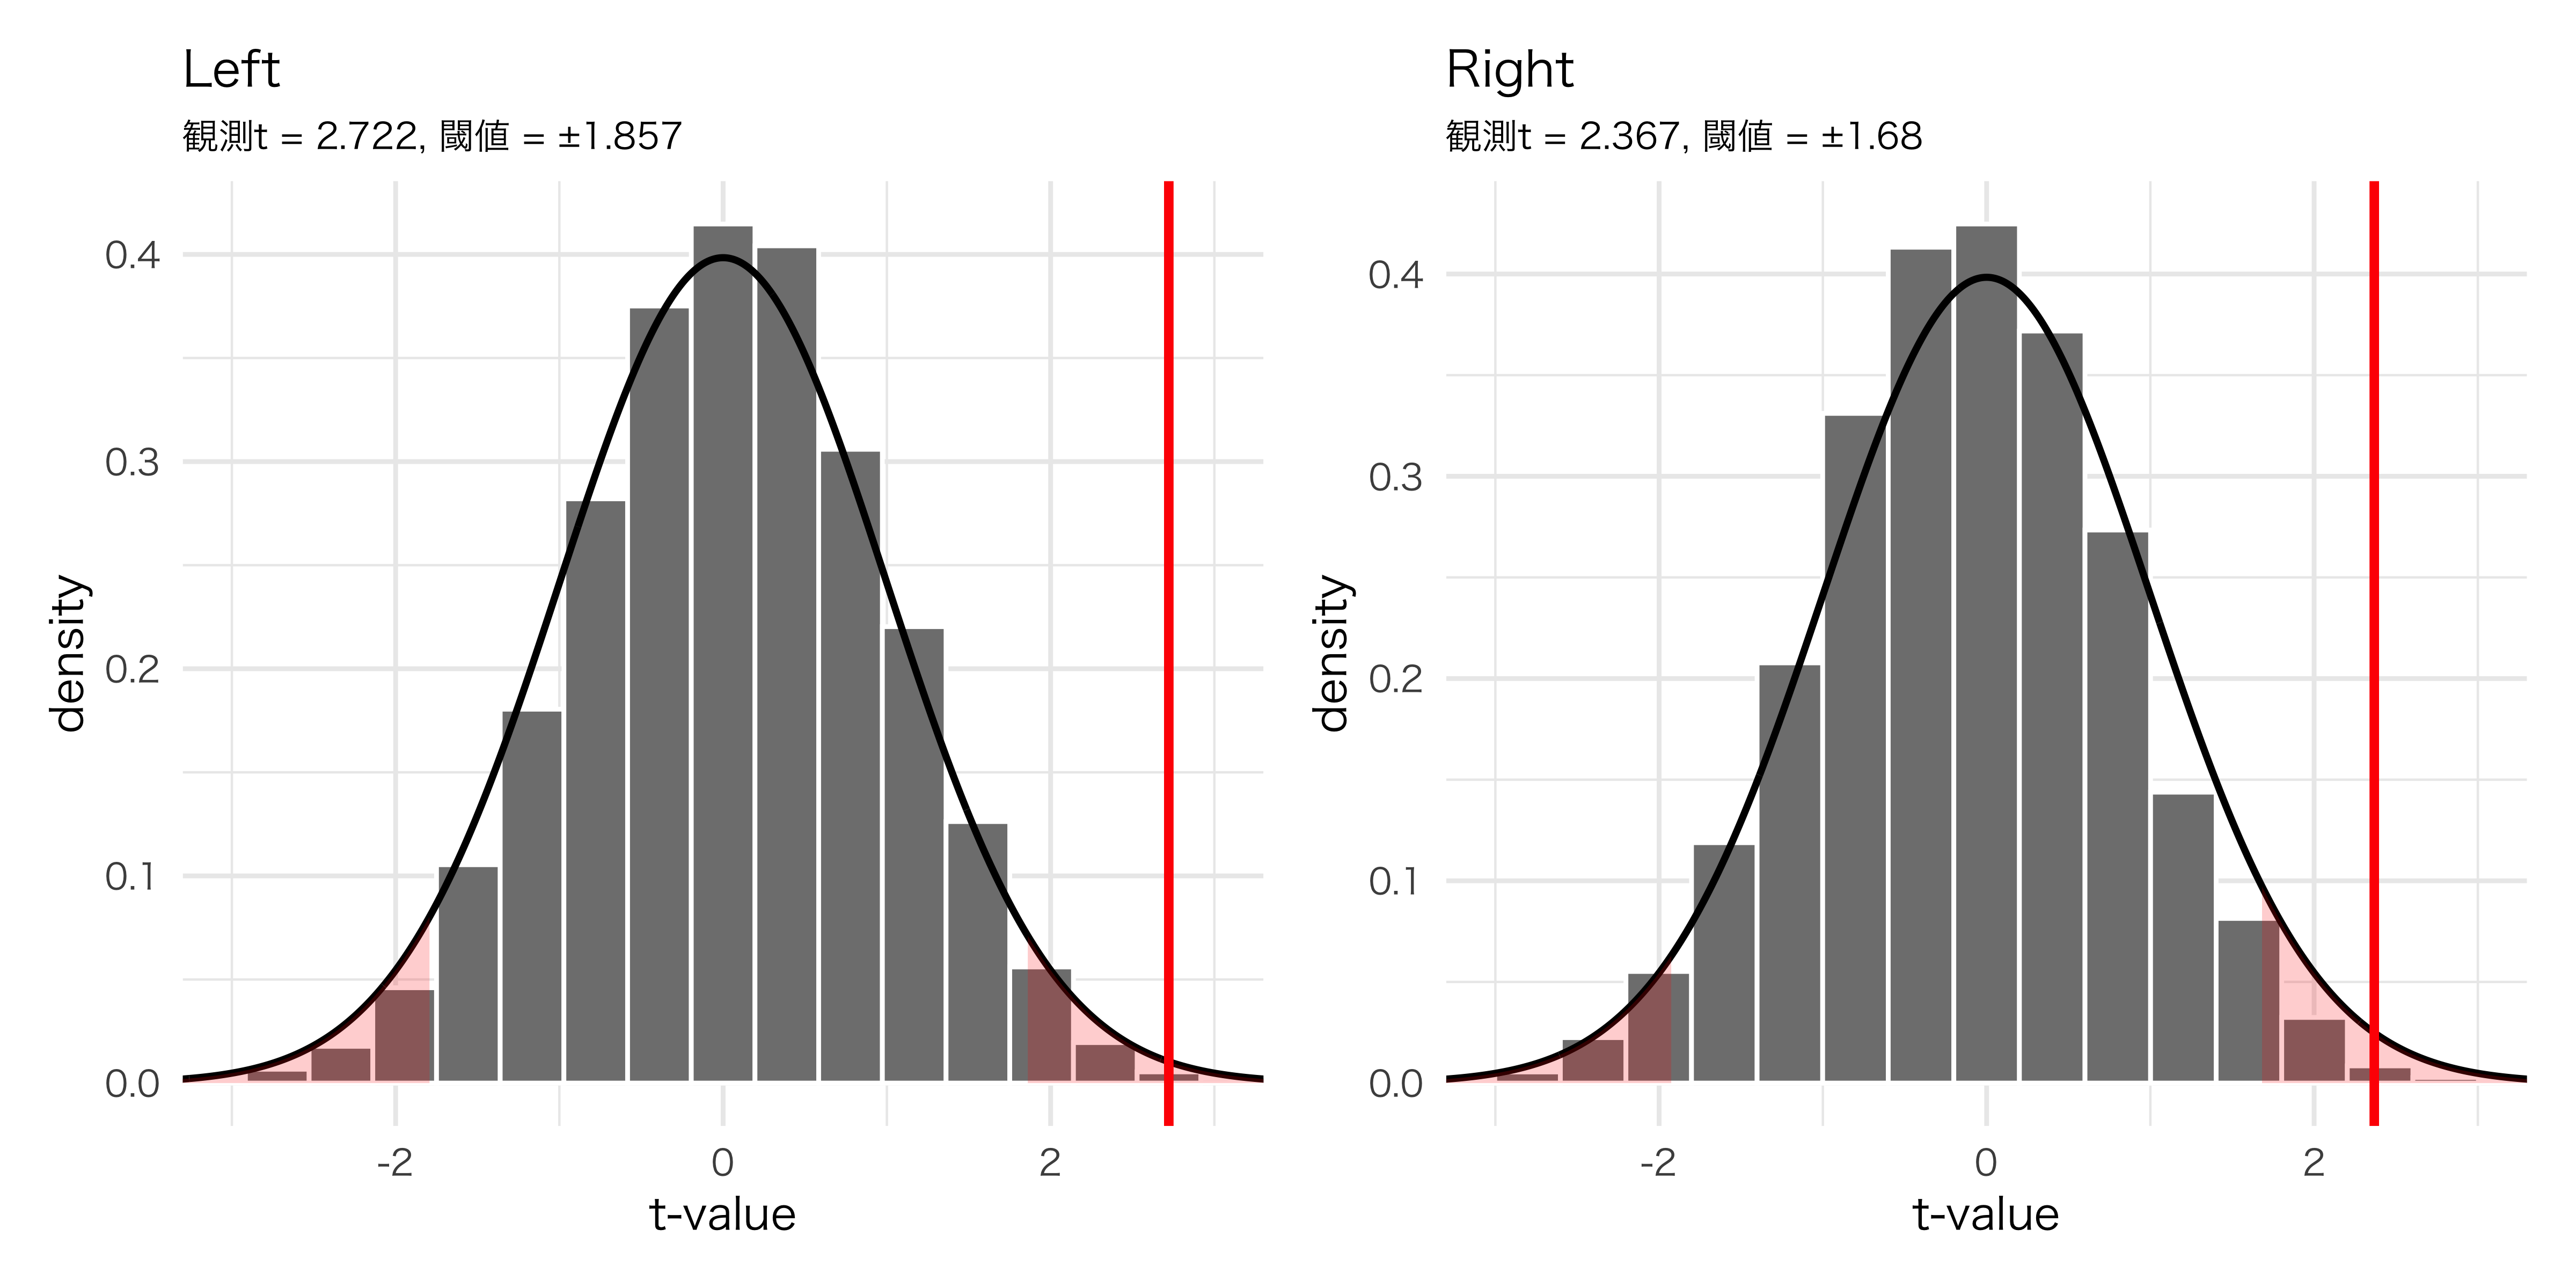 Left
観測t = 2.722, 閾値 = ±1.857
0.4
0.3
0.2
0.1
0.0
density
-2 0 2
t-value
Right
観測t = 2.367, 閾値 = ±1.68
0.4
0.3
0.2
0.1
0.0
density
-2 0 2
t-value